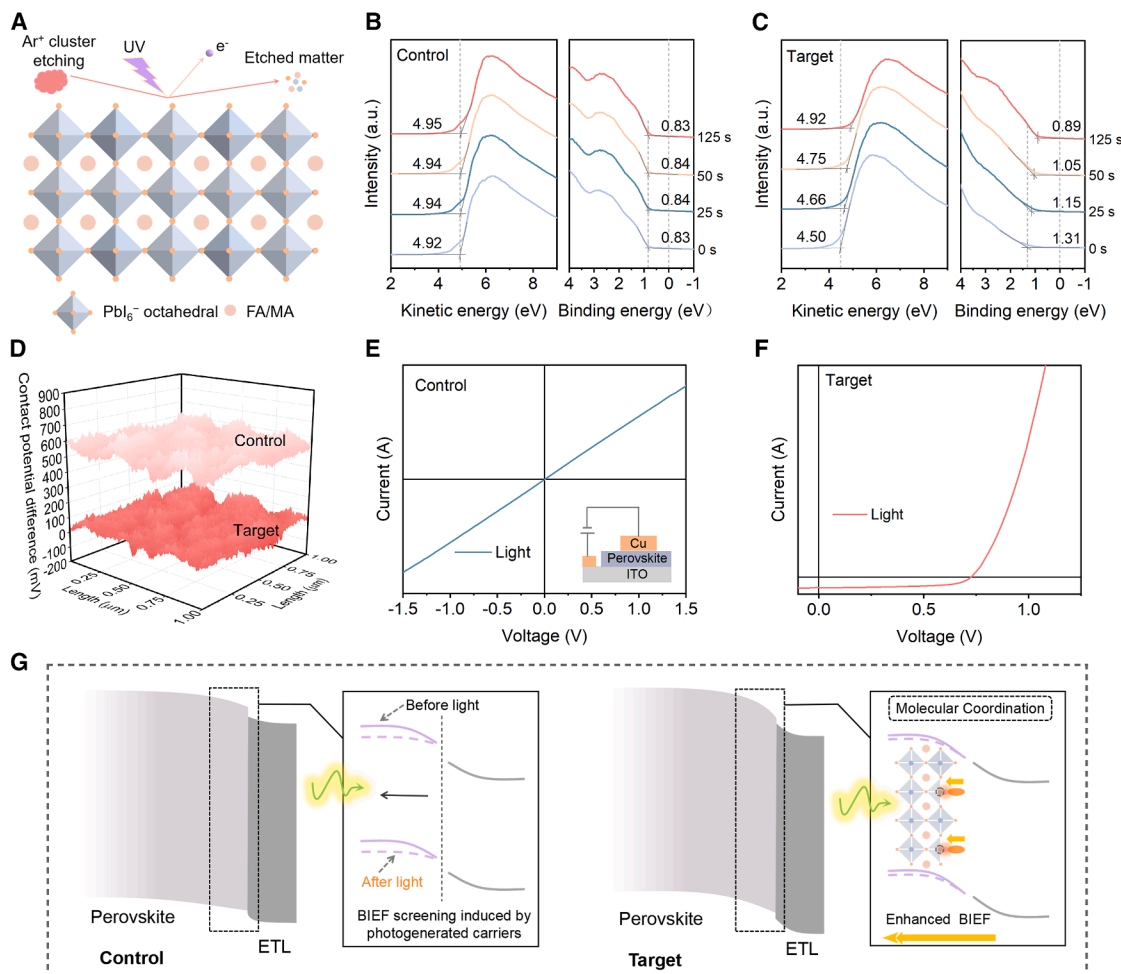 A
Ar⁺ cluster
etching
UV
e⁻
Etched matter
PbI₆⁻ octahedral
FA/MA
B
Control
Intensity (a.u.)
4.95
4.94
4.94
4.92
0.83
125 s
0.84
50 s
0.84
25 s
0.83
0 s
2 4 6 8
4 3 2 1 0 -1
Kinetic energy (eV)
Binding energy (eV)
C
Target
Intensity (a.u.)
4.92
4.75
4.66
4.50
0.89
125 s
1.05
50 s
1.15
25 s
1.31
0 s
2 4 6 8
4 3 2 1 0 -1
Kinetic energy (eV)
Binding energy (eV)
D
Contact potential difference (mV)
900
800
700
600
500
400
300
200
100
0
-100
-200
Control
Target
0.25
0.50
0.75
1.00
Length (µm)
0.25
0.50
0.75
1.00
Length (µm)
E
Control
Current (A)
Light
Cu
Perovskite
ITO
-1.5 -1.0 -0.5 0.0 0.5 1.0 1.5
Voltage (V)
F
Target
Current (A)
Light
0.0 0.5 1.0
Voltage (V)
G
Before light
After light
BIEF screening induced by
photogenerated carriers
Perovskite
ETL
Control
Molecular Coordination
Enhanced BIEF
Perovskite
ETL
Target